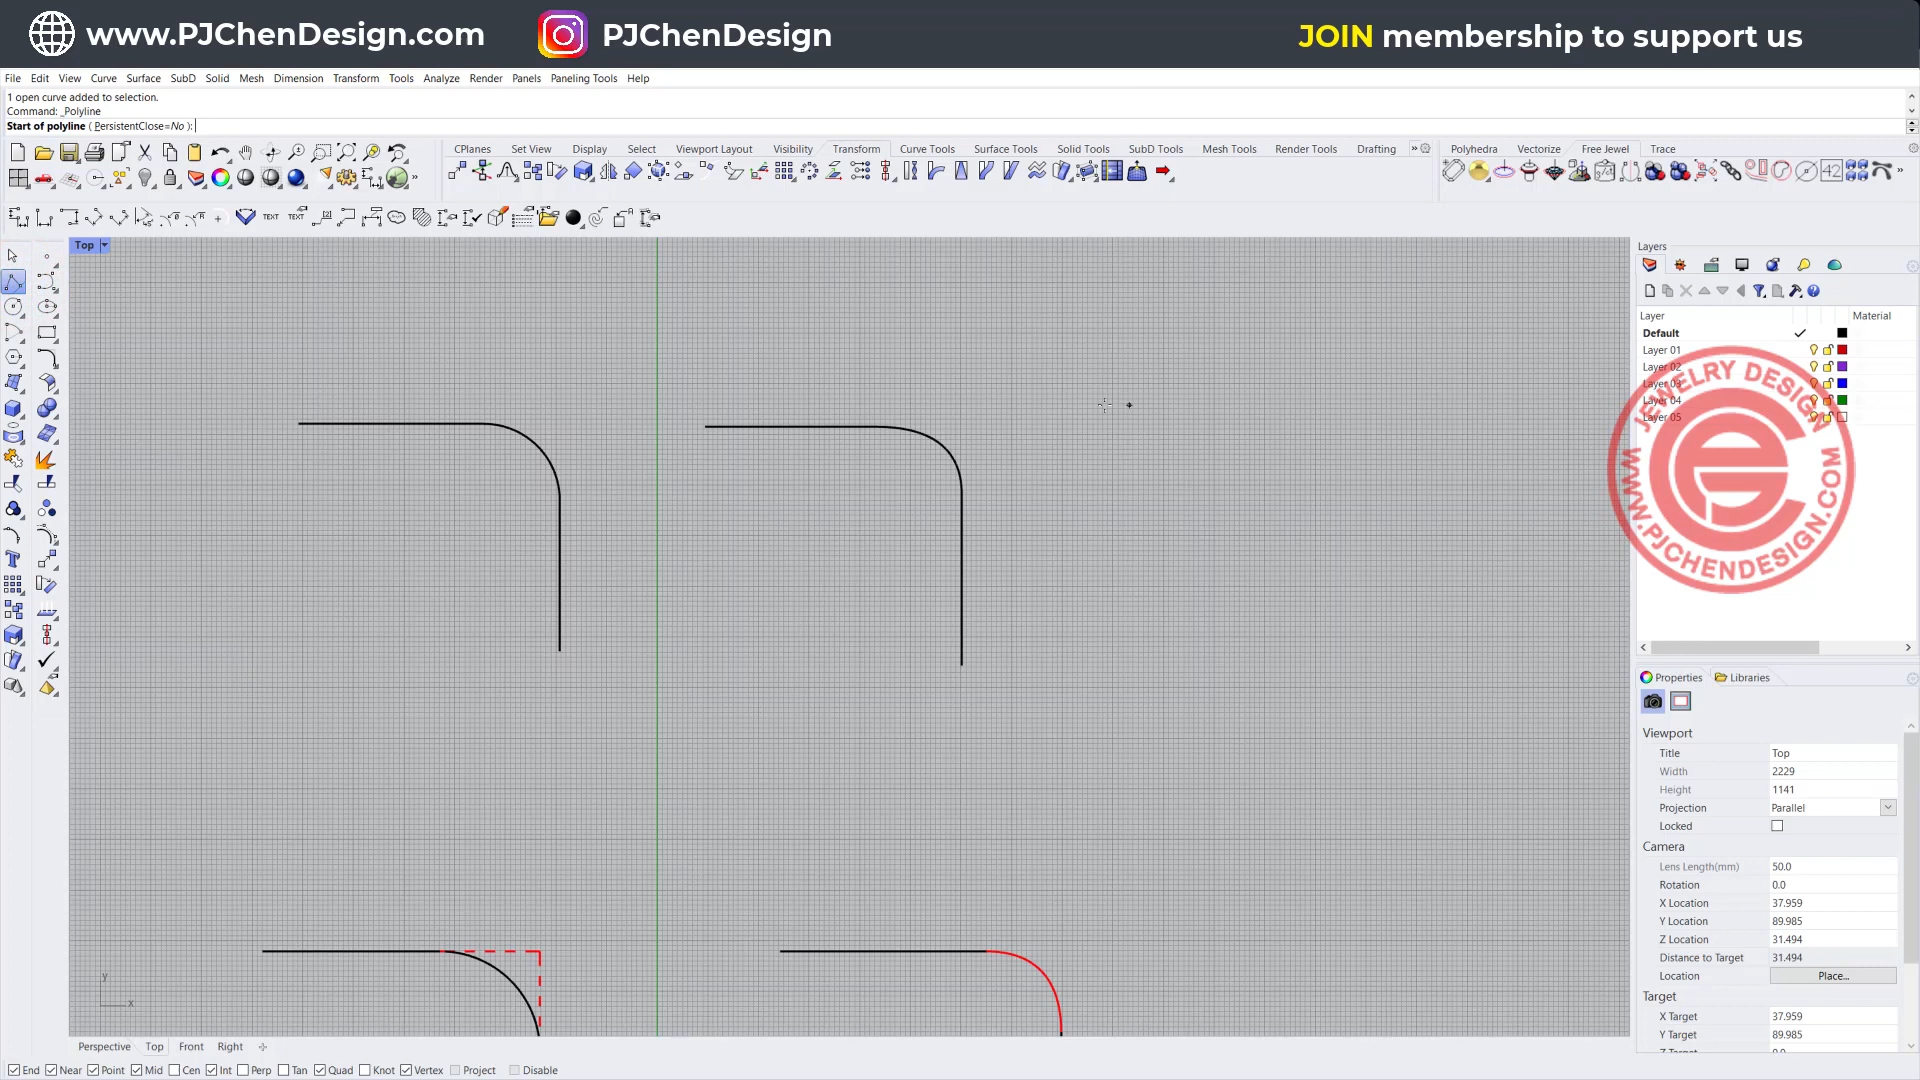 www.PJChenDesign.com PJChenDesign JOIN membership to support us
File Edit View Curve Surface SubD Solid Mesh Dimension Transform Tools Analyze Render Panels Paneling Tools Help
1 open curve added to selection.
Command: _Polyline
Start of polyline ( PersistentClose=No ):
CPlanes Set View Display Select Viewport Layout Visibility Transform Curve Tools Surface Tools Solid Tools SubD Tools Mesh Tools Render Tools Drafting » Polyhedra Vectorize Free Jewel Trace
42
TEXT TEXT
Top
Layers
Layer Material
Default
Layer 01
Layer 02
Layer 03
Layer 04
Layer 05
JEWELRY DESIGN
WWW.PJCHENDESIGN.COM
Properties Libraries
Viewport
Title Top
Width 2229
Height 1141
Projection Parallel
Locked
Camera
Lens Length(mm) 50.0
Rotation 0.0
X Location 37.959
Y Location 89.985
Z Location 31.494
Distance to Target 31.494
Location Place...
Target
X Target 37.959
Y Target 89.985
Z Target 0.0
y
x
Perspective Top Front Right
End Near Point Mid Cen Int Perp Tan Quad Knot Vertex Project Disable